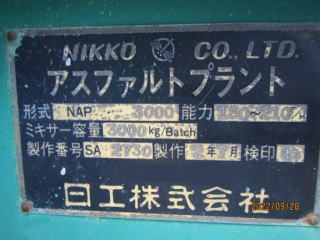 NIKKO CO., LTD.
アスファルトプラント
形式 NAP 3000 能力 180~210 t/h
ミキサー容量 3000 kg/Batch
製作番号 SA 2730 製作 2年7月 検印
日工株式会社
2022/09/28